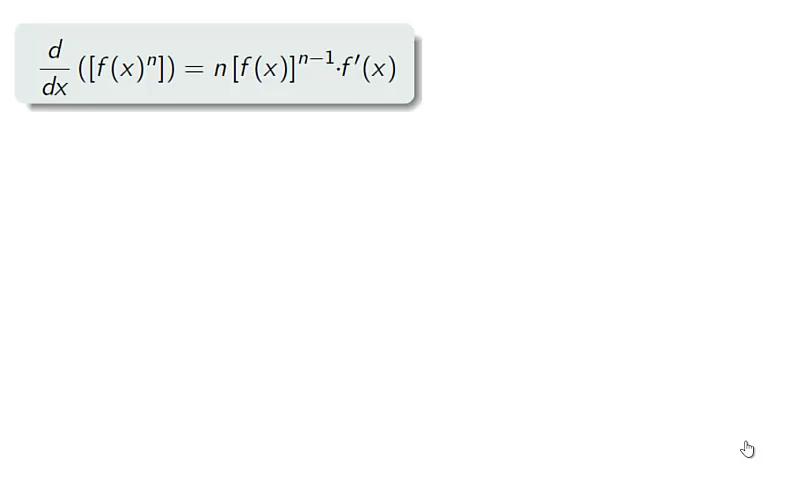 d/dx ([f(x)ⁿ]) = n [f(x)]ⁿ⁻¹·f′(x)